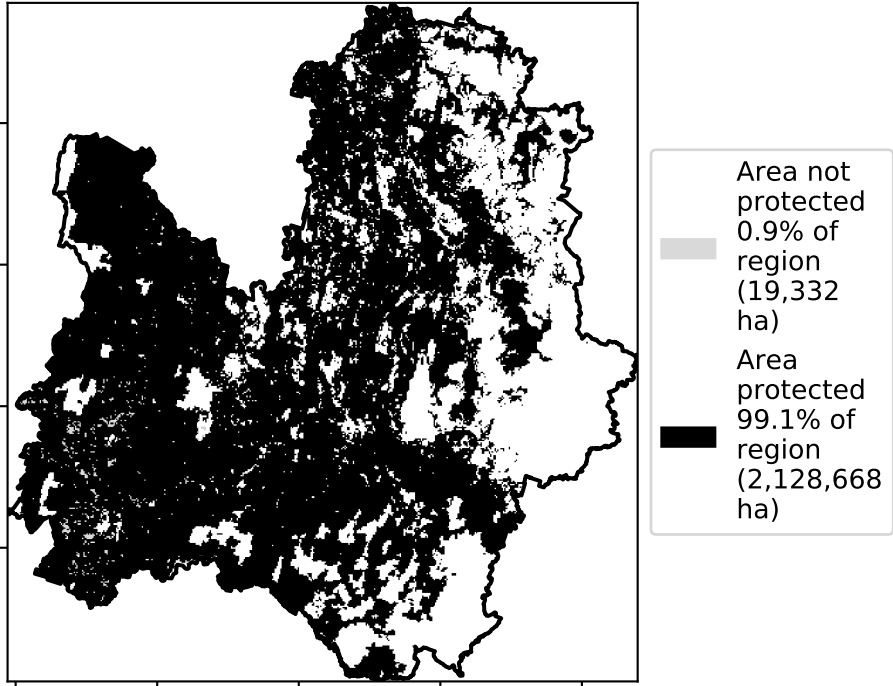 Area not
protected
0.9% of
region
(19,332
ha)
Area
protected
99.1% of
region
(2,128,668
ha)